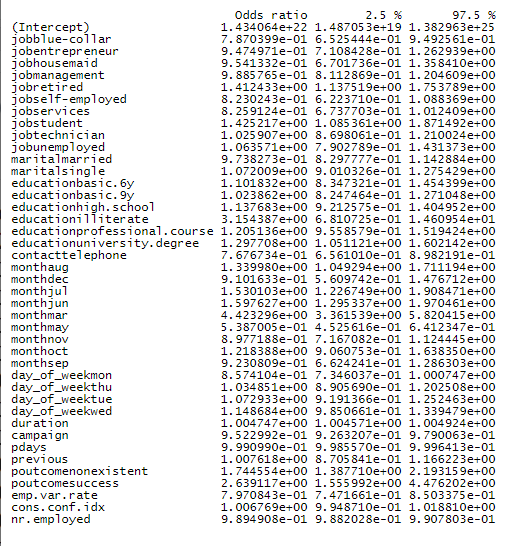 Odds ratio 2.5 % 97.5 %
(Intercept) 1.434064e+22 1.487053e+19 1.382963e+25
jobblue-collar 7.870399e-01 6.525444e-01 9.492561e-01
jobentrepreneur 9.474971e-01 7.108428e-01 1.262939e+00
jobhousemaid 9.541332e-01 6.701736e-01 1.358410e+00
jobmanagement 9.885765e-01 8.112869e-01 1.204609e+00
jobretired 1.412433e+00 1.137519e+00 1.753789e+00
jobself-employed 8.230243e-01 6.223710e-01 1.088369e+00
jobservices 8.259124e-01 6.737703e-01 1.012409e+00
jobstudent 1.425217e+00 1.085361e+00 1.871492e+00
jobtechnician 1.025907e+00 8.698061e-01 1.210024e+00
jobunemployed 1.063571e+00 7.902789e-01 1.431373e+00
maritalmarried 9.738273e-01 8.297777e-01 1.142884e+00
maritalsingle 1.072009e+00 9.010326e-01 1.275429e+00
educationbasic.6y 1.101832e+00 8.347321e-01 1.454399e+00
educationbasic.9y 1.023862e+00 8.247464e-01 1.271048e+00
educationhigh.school 1.137683e+00 9.212575e-01 1.404952e+00
educationilliterate 3.154387e+00 6.810725e-01 1.460954e+01
educationprofessional.course 1.205136e+00 9.558579e-01 1.519424e+00
educationuniversity.degree 1.297708e+00 1.051121e+00 1.602142e+00
contacttelephone 7.676734e-01 6.561010e-01 8.982191e-01
monthaug 1.339980e+00 1.049294e+00 1.711194e+00
monthdec 9.101633e-01 5.609742e-01 1.476712e+00
monthjul 1.530103e+00 1.226749e+00 1.908471e+00
monthjun 1.597627e+00 1.295337e+00 1.970461e+00
monthmar 4.423296e+00 3.361539e+00 5.820415e+00
monthmay 5.387005e-01 4.525616e-01 6.412347e-01
monthnov 8.977188e-01 7.167082e-01 1.124445e+00
monthoct 1.218388e+00 9.060753e-01 1.638350e+00
monthsep 9.230809e-01 6.624241e-01 1.286303e+00
day_of_weekmon 8.574104e-01 7.346037e-01 1.000747e+00
day_of_weekthu 1.034851e+00 8.905690e-01 1.202508e+00
day_of_weektue 1.072933e+00 9.191366e-01 1.252463e+00
day_of_weekwed 1.148684e+00 9.850661e-01 1.339479e+00
duration 1.004747e+00 1.004571e+00 1.004924e+00
campaign 9.522992e-01 9.263207e-01 9.790063e-01
pdays 9.990990e-01 9.985570e-01 9.996413e-01
previous 1.007618e+00 8.705841e-01 1.166223e+00
poutcomenonexistent 1.744554e+00 1.387710e+00 2.193159e+00
poutcomesuccess 2.639117e+00 1.555992e+00 4.476202e+00
emp.var.rate 7.970843e-01 7.471661e-01 8.503375e-01
cons.conf.idx 1.006769e+00 9.948710e-01 1.018810e+00
nr.employed 9.894908e-01 9.882028e-01 9.907803e-01